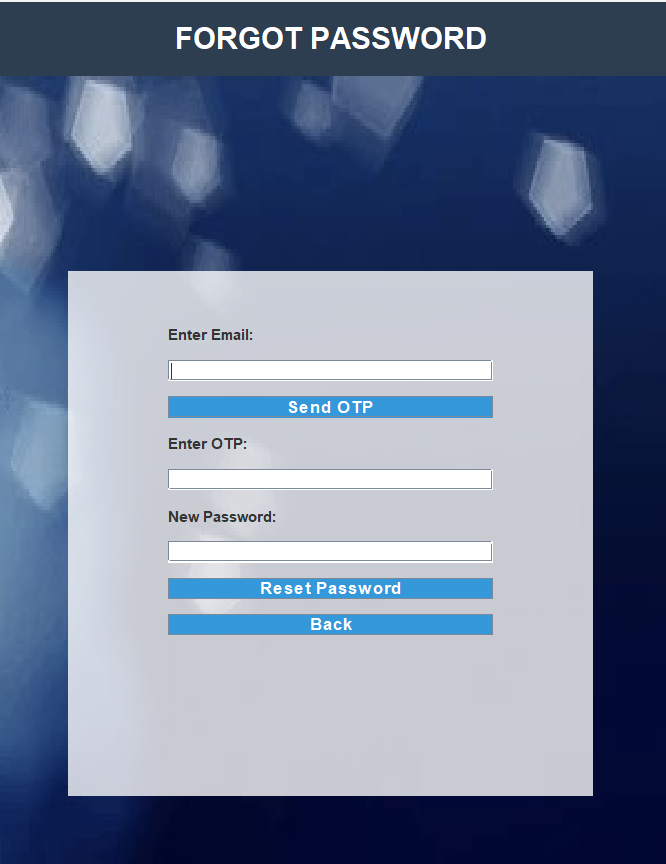 FORGOT PASSWORD
Enter Email:
Send OTP
Enter OTP:
New Password:
Reset Password
Back